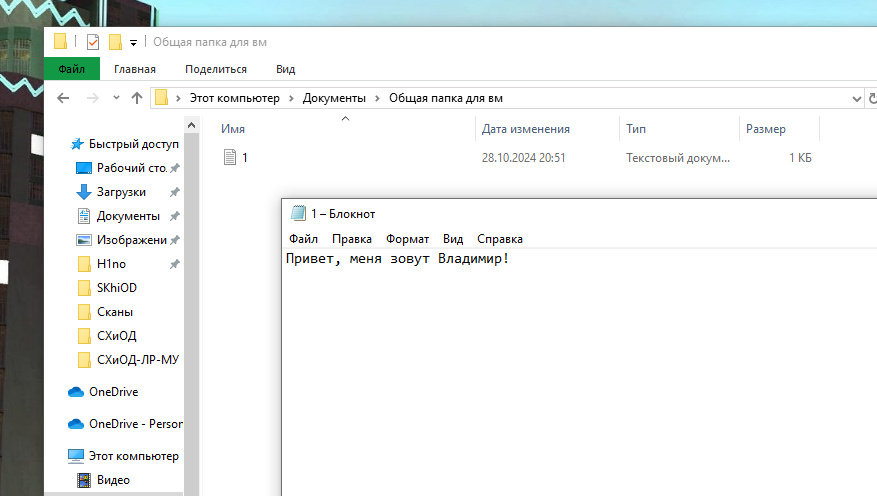 Общая папка для вм
Файл Главная Поделиться Вид
Этот компьютер Документы Общая папка для вм
Имя Дата изменения Тип Размер
Быстрый доступ
1 28.10.2024 20:51 Текстовый докум... 1 КБ
Рабочий сто
Загрузки
Документы
Изображени
H1no
SKhiOD
Сканы
СХиОД
СХиОД-ЛР-МУ
OneDrive
OneDrive - Person
Этот компьютер
Видео
1 – Блокнот
Файл Правка Формат Вид Справка
Привет, меня зовут Владимир!